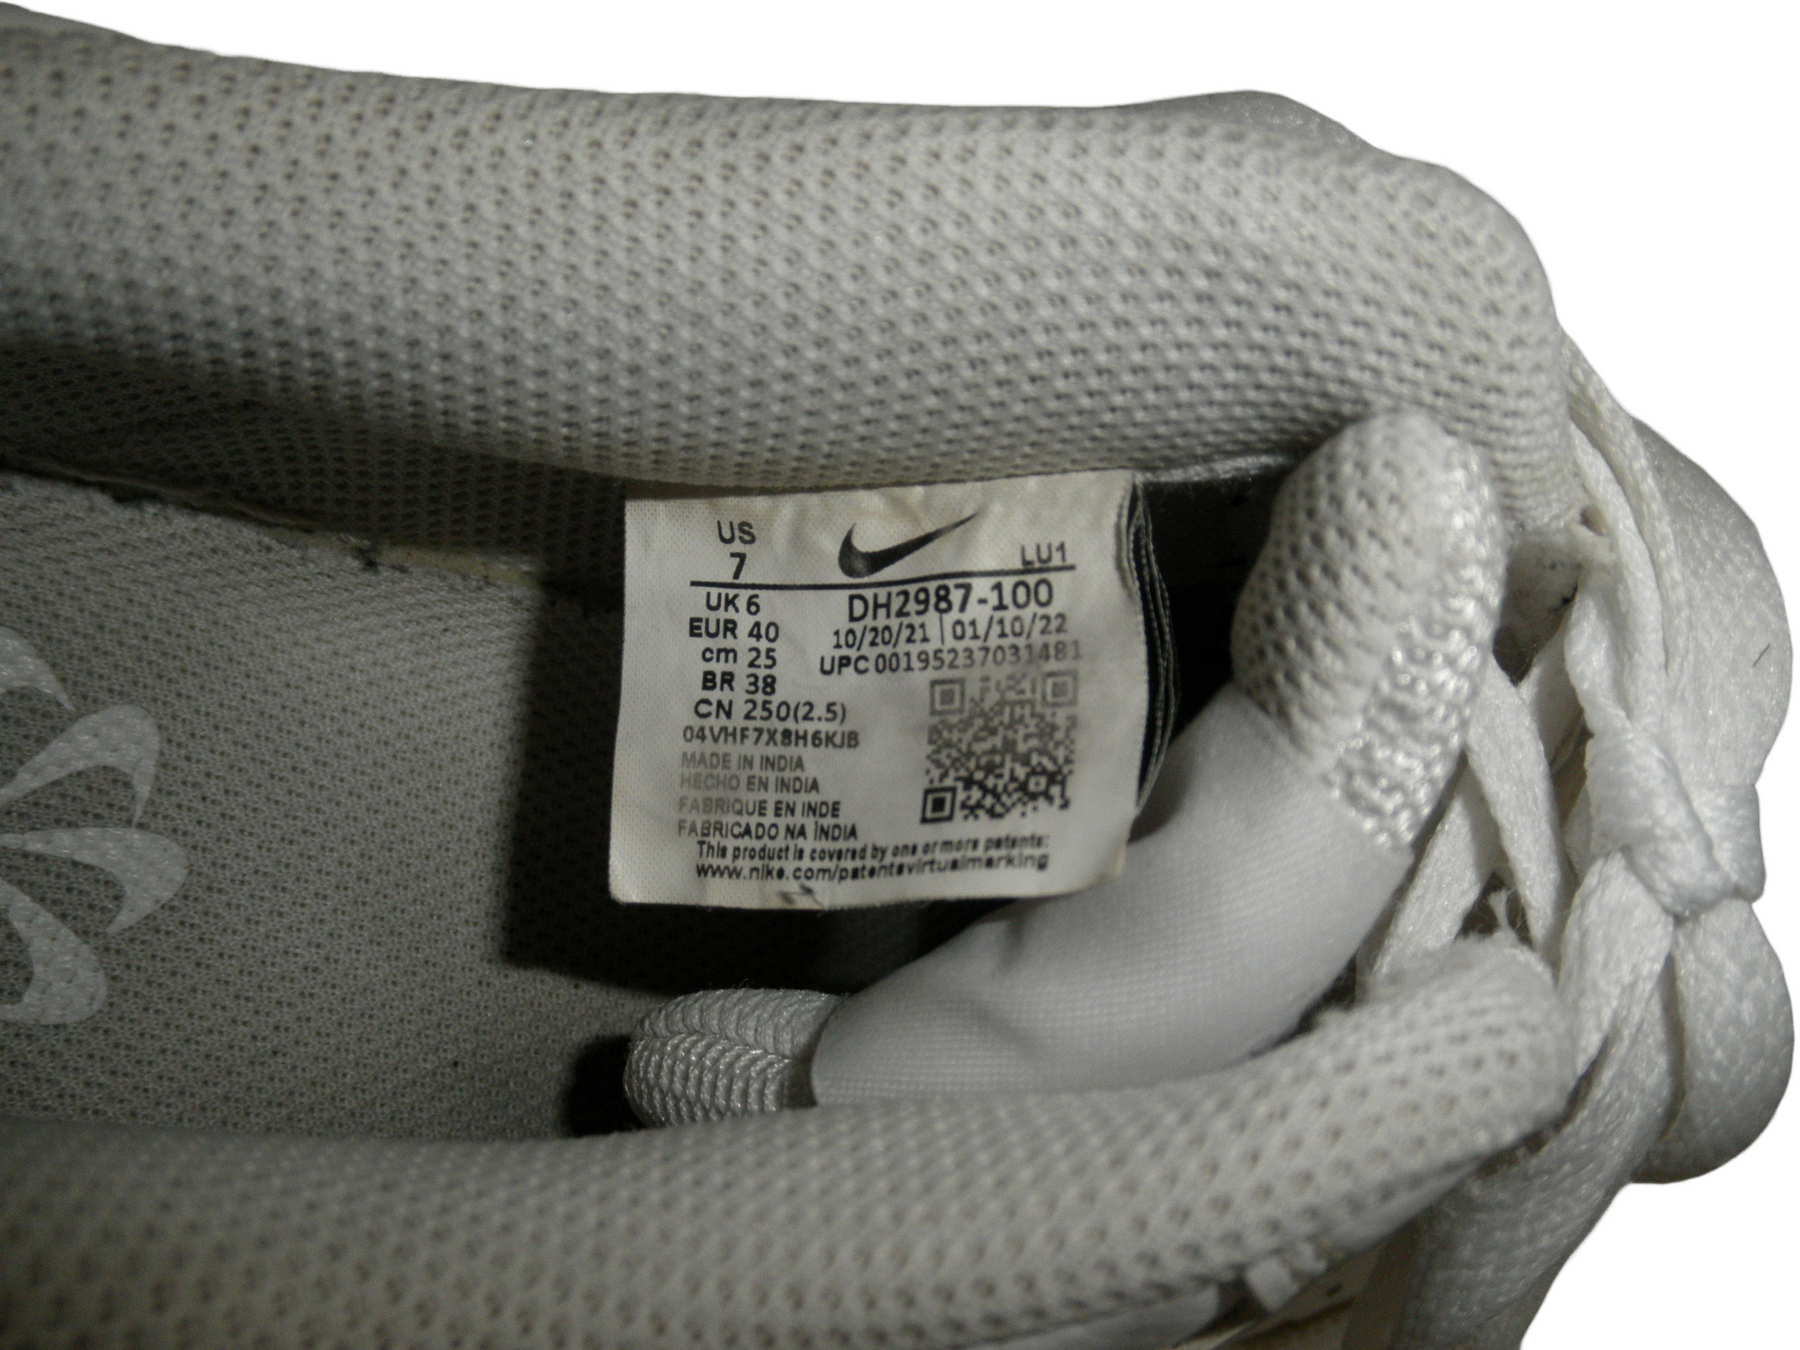 US
7
LU1
UK 6
DH2987-100
EUR 40
10/20/21 | 01/10/22
cm 25
UPC 00195237031481
BR 38
CN 250(2.5)
04VHF7X8H6KJB
MADE IN INDIA
HECHO EN INDIA
FABRIQUE EN INDE
FABRICADO NA ÍNDIA
This product is covered by one or more patents:
www.nike.com/patentsvirtualmarking